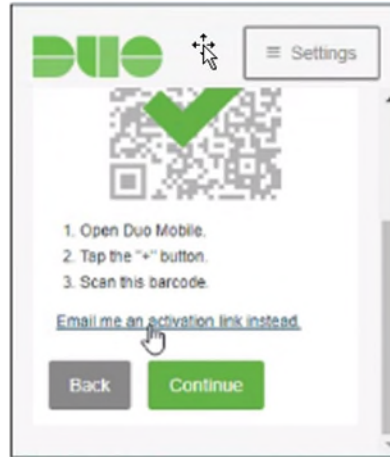 DUO
≡ Settings
1. Open Duo Mobile.
2. Tap the "+" button.
3. Scan this barcode.
Email me an activation link instead.
Back
Continue